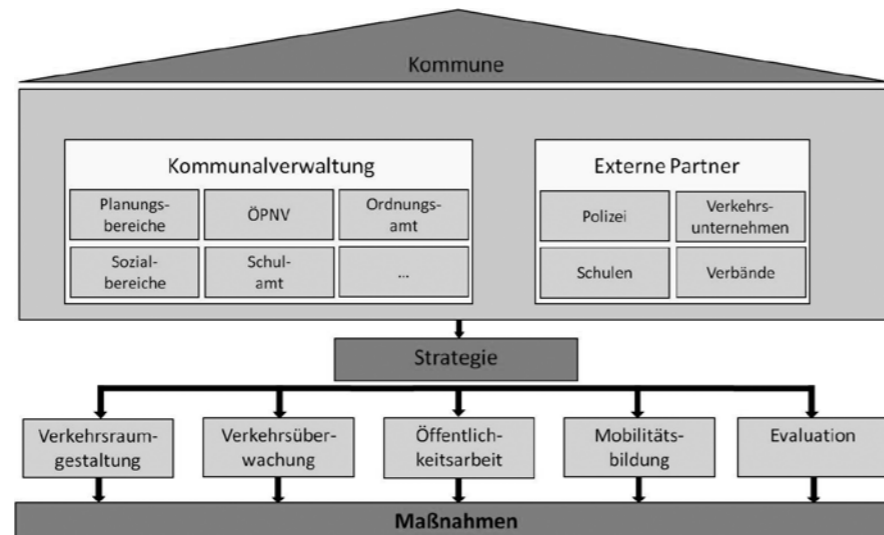 Kommune
Kommunalverwaltung
Planungs-
bereiche
ÖPNV
Ordnungs-
amt
Sozial-
bereiche
Schul-
amt
...
Externe Partner
Polizei
Verkehrs-
unternehmen
Schulen
Verbände
Strategie
Verkehrsraum-
gestaltung
Verkehrsüber-
wachung
Öffentlich-
keitsarbeit
Mobilitäts-
bildung
Evaluation
Maßnahmen